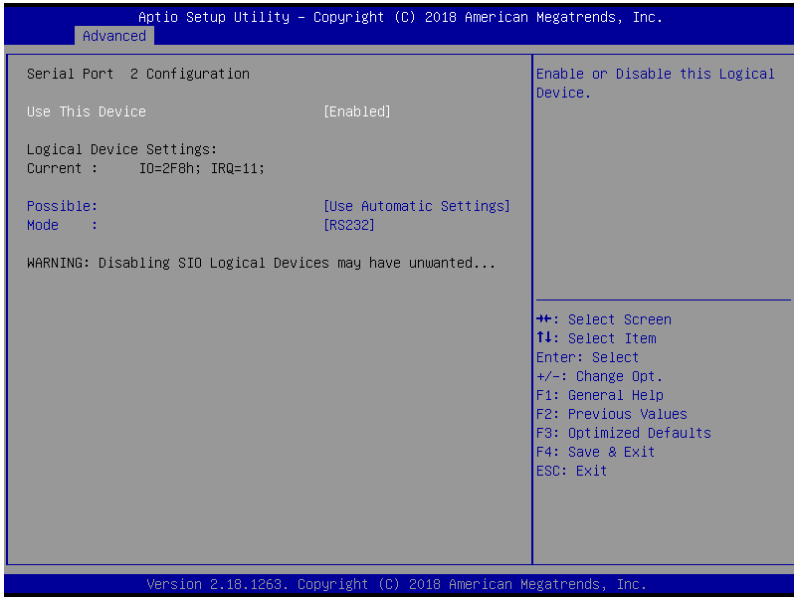 Aptio Setup Utility – Copyright (C) 2018 American Megatrends, Inc.
Advanced
Serial Port  2 Configuration
Use This Device [Enabled]
Logical Device Settings:
Current :     IO=2F8h; IRQ=11;
Possible: [Use Automatic Settings]
Mode    : [RS232]
WARNING: Disabling SIO Logical Devices may have unwanted...
Enable or Disable this Logical
Device.
→←: Select Screen
↑↓: Select Item
Enter: Select
+/-: Change Opt.
F1: General Help
F2: Previous Values
F3: Optimized Defaults
F4: Save & Exit
ESC: Exit
Version 2.18.1263. Copyright (C) 2018 American Megatrends, Inc.